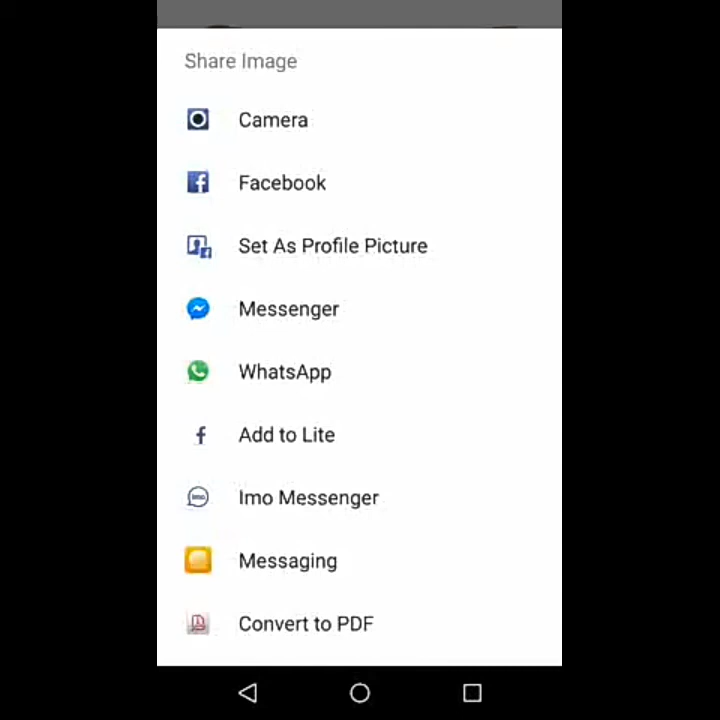 Share Image
Camera
Facebook
Set As Profile Picture
Messenger
WhatsApp
Add to Lite
imo
Imo Messenger
Messaging
Convert to PDF